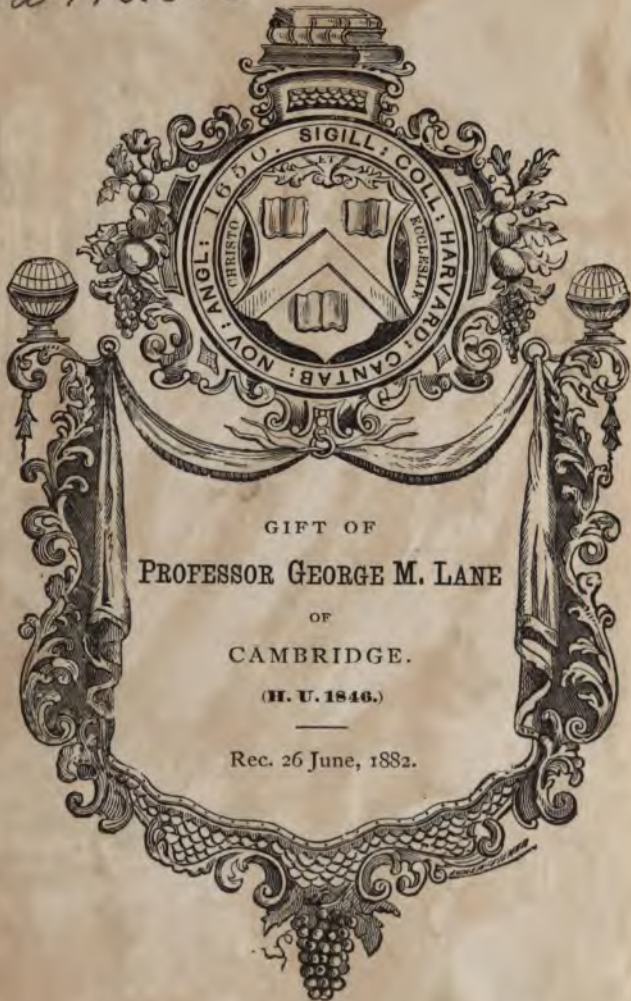 SIGILL: COLL: HARVARD: CANTAB: NOV: ANGL: 1650.
ET
CHRISTO
ECCLESIAE
GIFT OF
PROFESSOR GEORGE M. LANE
OF
CAMBRIDGE.
(H. U. 1846.)
Rec. 26 June, 1882.